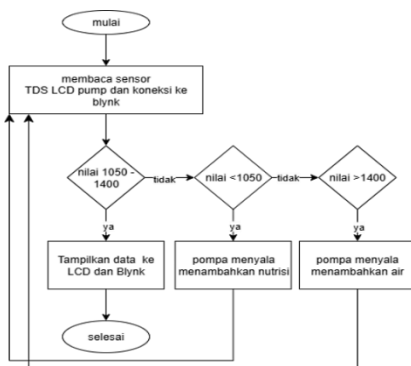 mulai
membaca sensor
TDS LCD pump dan koneksi ke
blynk
nilai 1050 -
1400
tidak
nilai <1050
tidak
nilai >1400
ya
ya
ya
Tampilkan data ke
LCD dan Blynk
pompa menyala
menambahkan nutrisi
pompa menyala
menambahkan air
selesai